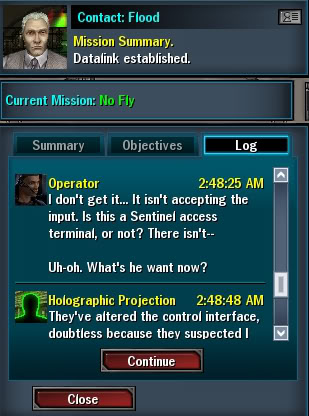 Contact: Flood
Mission Summary.
Datalink established.
Current Mission: No Fly
Summary
Objectives
Log
Operator 2:48:25 AM
I don't get it... It isn't accepting the
input. Is this a Sentinel access
terminal, or not? There isn't--
Uh-oh. What's he want now?
Holographic Projection 2:48:48 AM
They've altered the control interface,
doubtless because they suspected I
Continue
Close